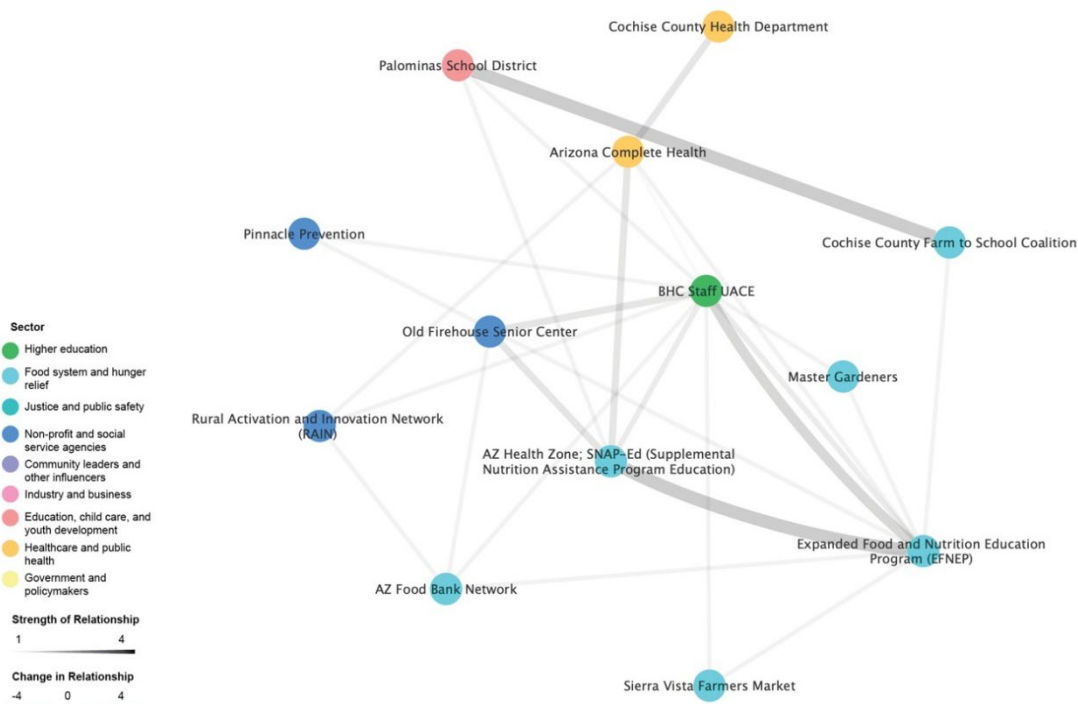 Cochise County Health Department
Palominas School District
Arizona Complete Health
Pinnacle Prevention
Cochise County Farm to School Coalition
BHC Staff UACE
Old Firehouse Senior Center
Master Gardeners
Rural Activation and Innovation Network
(RAIN)
AZ Health Zone; SNAP-Ed (Supplemental
Nutrition Assistance Program Education)
Expanded Food and Nutrition Education
Program (EFNEP)
AZ Food Bank Network
Sierra Vista Farmers Market
Sector
Higher education
Food system and hunger
relief
Justice and public safety
Non-profit and social
service agencies
Community leaders and
other influencers
Industry and business
Education, child care, and
youth development
Healthcare and public
health
Government and
policymakers
Strength of Relationship
1 4
Change in Relationship
-4 0 4